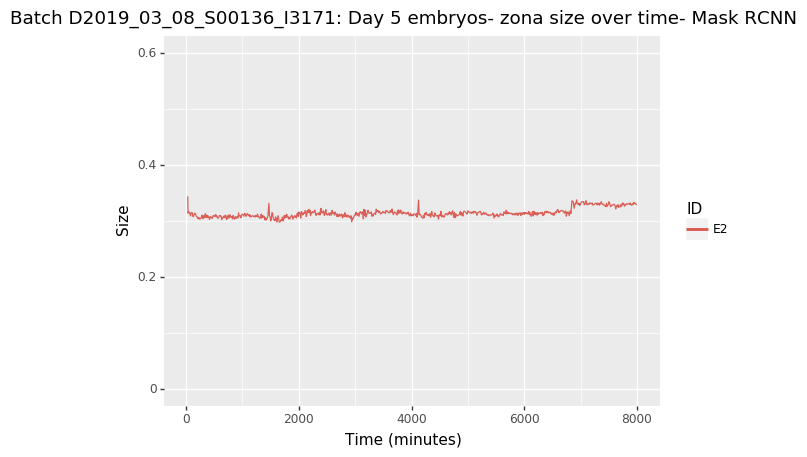 Batch D2019_03_08_S00136_I3171: Day 5 embryos- zona size over time- Mask RCNN
0.6
0.4
0.2
0
Size
0
2000
4000
6000
8000
Time (minutes)
ID
E2